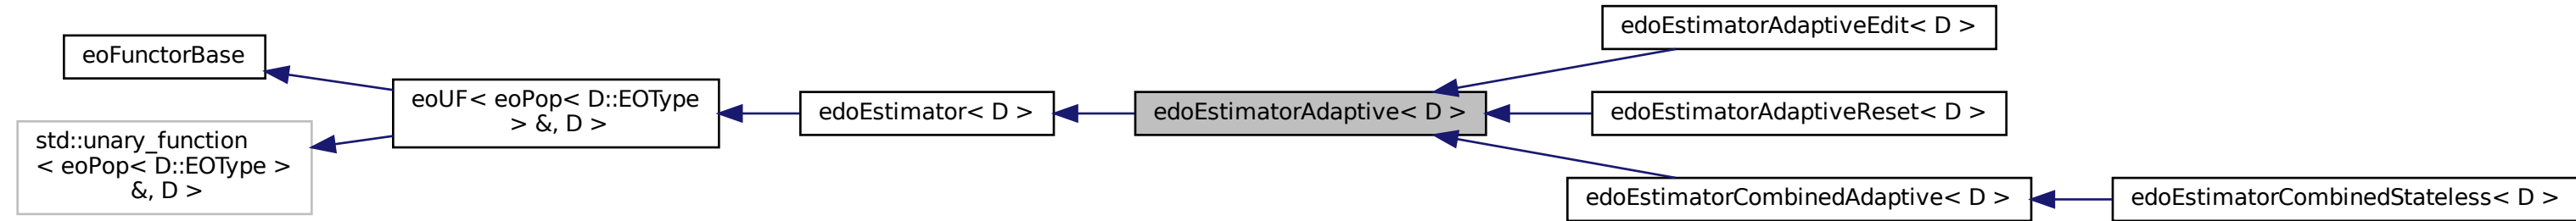 eoFunctorBase
std::unary_function
< eoPop< D::EOType >
&, D >
eoUF< eoPop< D::EOType
> &, D >
edoEstimator< D >
edoEstimatorAdaptive< D >
edoEstimatorAdaptiveEdit< D >
edoEstimatorAdaptiveReset< D >
edoEstimatorCombinedAdaptive< D >
edoEstimatorCombinedStateless< D >